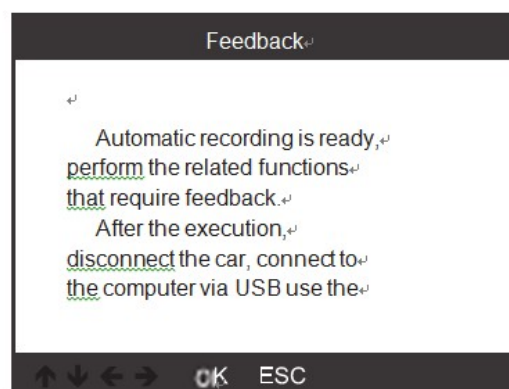 Feedback
Automatic recording is ready,
perform the related functions
that require feedback.
After the execution,
disconnect the car, connect to
the computer via USB use the
OK ESC